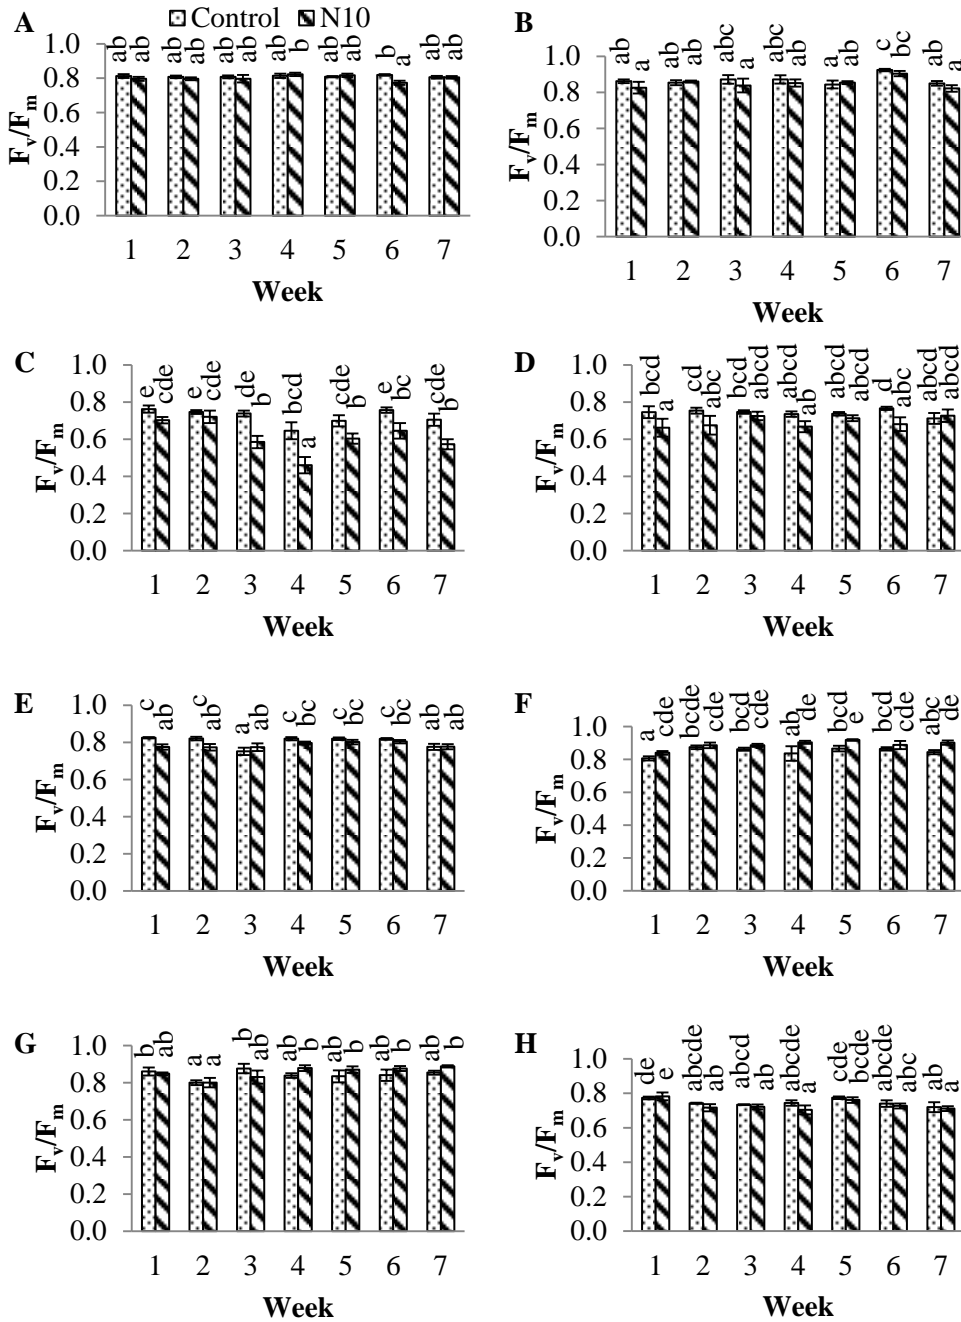 A
Control N10
ab ab ab ab ab ab ab b ab ab b a ab ab
1.0
0.8
0.6
0.4
0.2
0.0
Fv/Fm
1 2 3 4 5 6 7
Week
B
ab a ab ab abc a abc ab a ab c bc ab a
1.0
0.8
0.6
0.4
0.2
0.0
Fv/Fm
1 2 3 4 5 6 7
Week
C
e cde e cde de b bcd a cde b e bc cde b
1.0
0.8
0.6
0.4
0.2
0.0
Fv/Fm
1 2 3 4 5 6 7
Week
D
bcd a cd abc bcd abcd abcd ab abcd abcd d abc abcd abcd
1.0
0.8
0.6
0.4
0.2
0.0
Fv/Fm
1 2 3 4 5 6 7
Week
E
c ab c ab a ab c bc c bc c bc ab ab
1.0
0.8
0.6
0.4
0.2
0.0
Fv/Fm
1 2 3 4 5 6 7
Week
F
a cde bcde cde bcd cde ab de bcd e bcd cde abc de
1.0
0.8
0.6
0.4
0.2
0.0
Fv/Fm
1 2 3 4 5 6 7
Week
G
b ab a a b ab ab b ab b ab b ab b
1.0
0.8
0.6
0.4
0.2
0.0
Fv/Fm
1 2 3 4 5 6 7
Week
H
de e abcde ab abcd ab abcde a cde bcde abcde abc ab a
1.0
0.8
0.6
0.4
0.2
0.0
Fv/Fm
1 2 3 4 5 6 7
Week